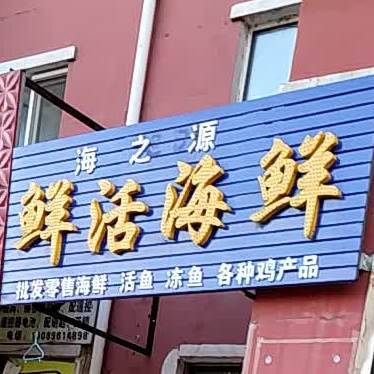 海之源
鲜活海鲜
批发零售海鲜 活鱼 冻鱼 各种鸡产品